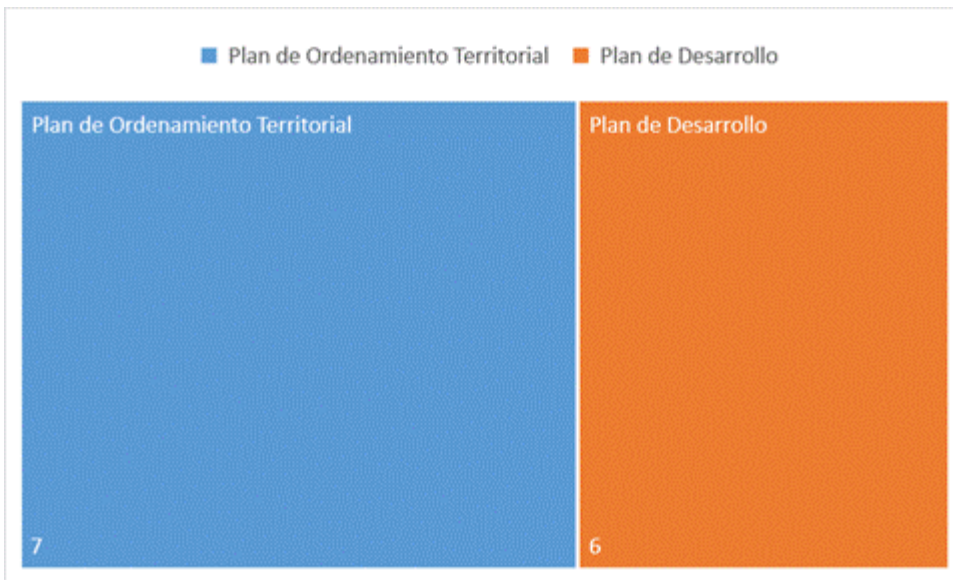 Plan de Ordenamiento Territorial Plan de Desarrollo
Plan de Ordenamiento Territorial
Plan de Desarrollo
7
6